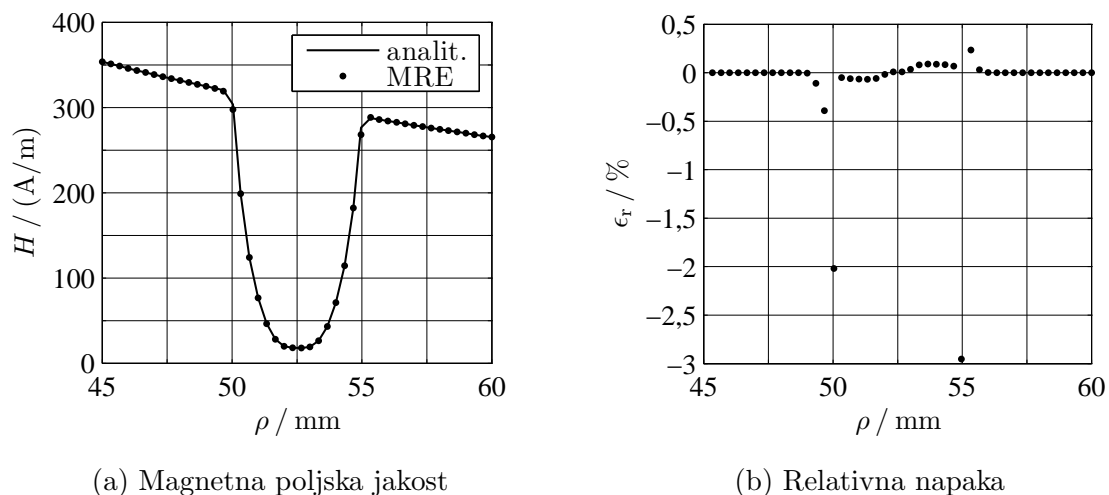 400
300
200
100
0
H / (A/m)
analit.
MRE
45
50
55
60
ρ / mm
(a) Magnetna poljska jakost
0,5
0
−0,5
−1
−1,5
−2
−2,5
−3
ϵr / %
45
50
55
60
ρ / mm
(b) Relativna napaka